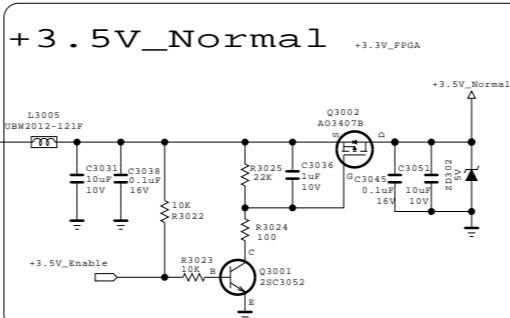 +3.5V_Normal
+3.3V_FPGA
+3.5V_Normal
L3005
UBW2012-121F
Q3002
AO3407B
S
D
G
C3031
10uF
10V
C3038
0.1uF
16V
10K
R3022
R3025
22K
C3036
1uF
10V
C3045
0.1uF
16V
C3051
10uF
10V
ZD302
5V
R3024
100
+3.5V_Enable
R3023
10K
B
C
Q3001
2SC3052
E